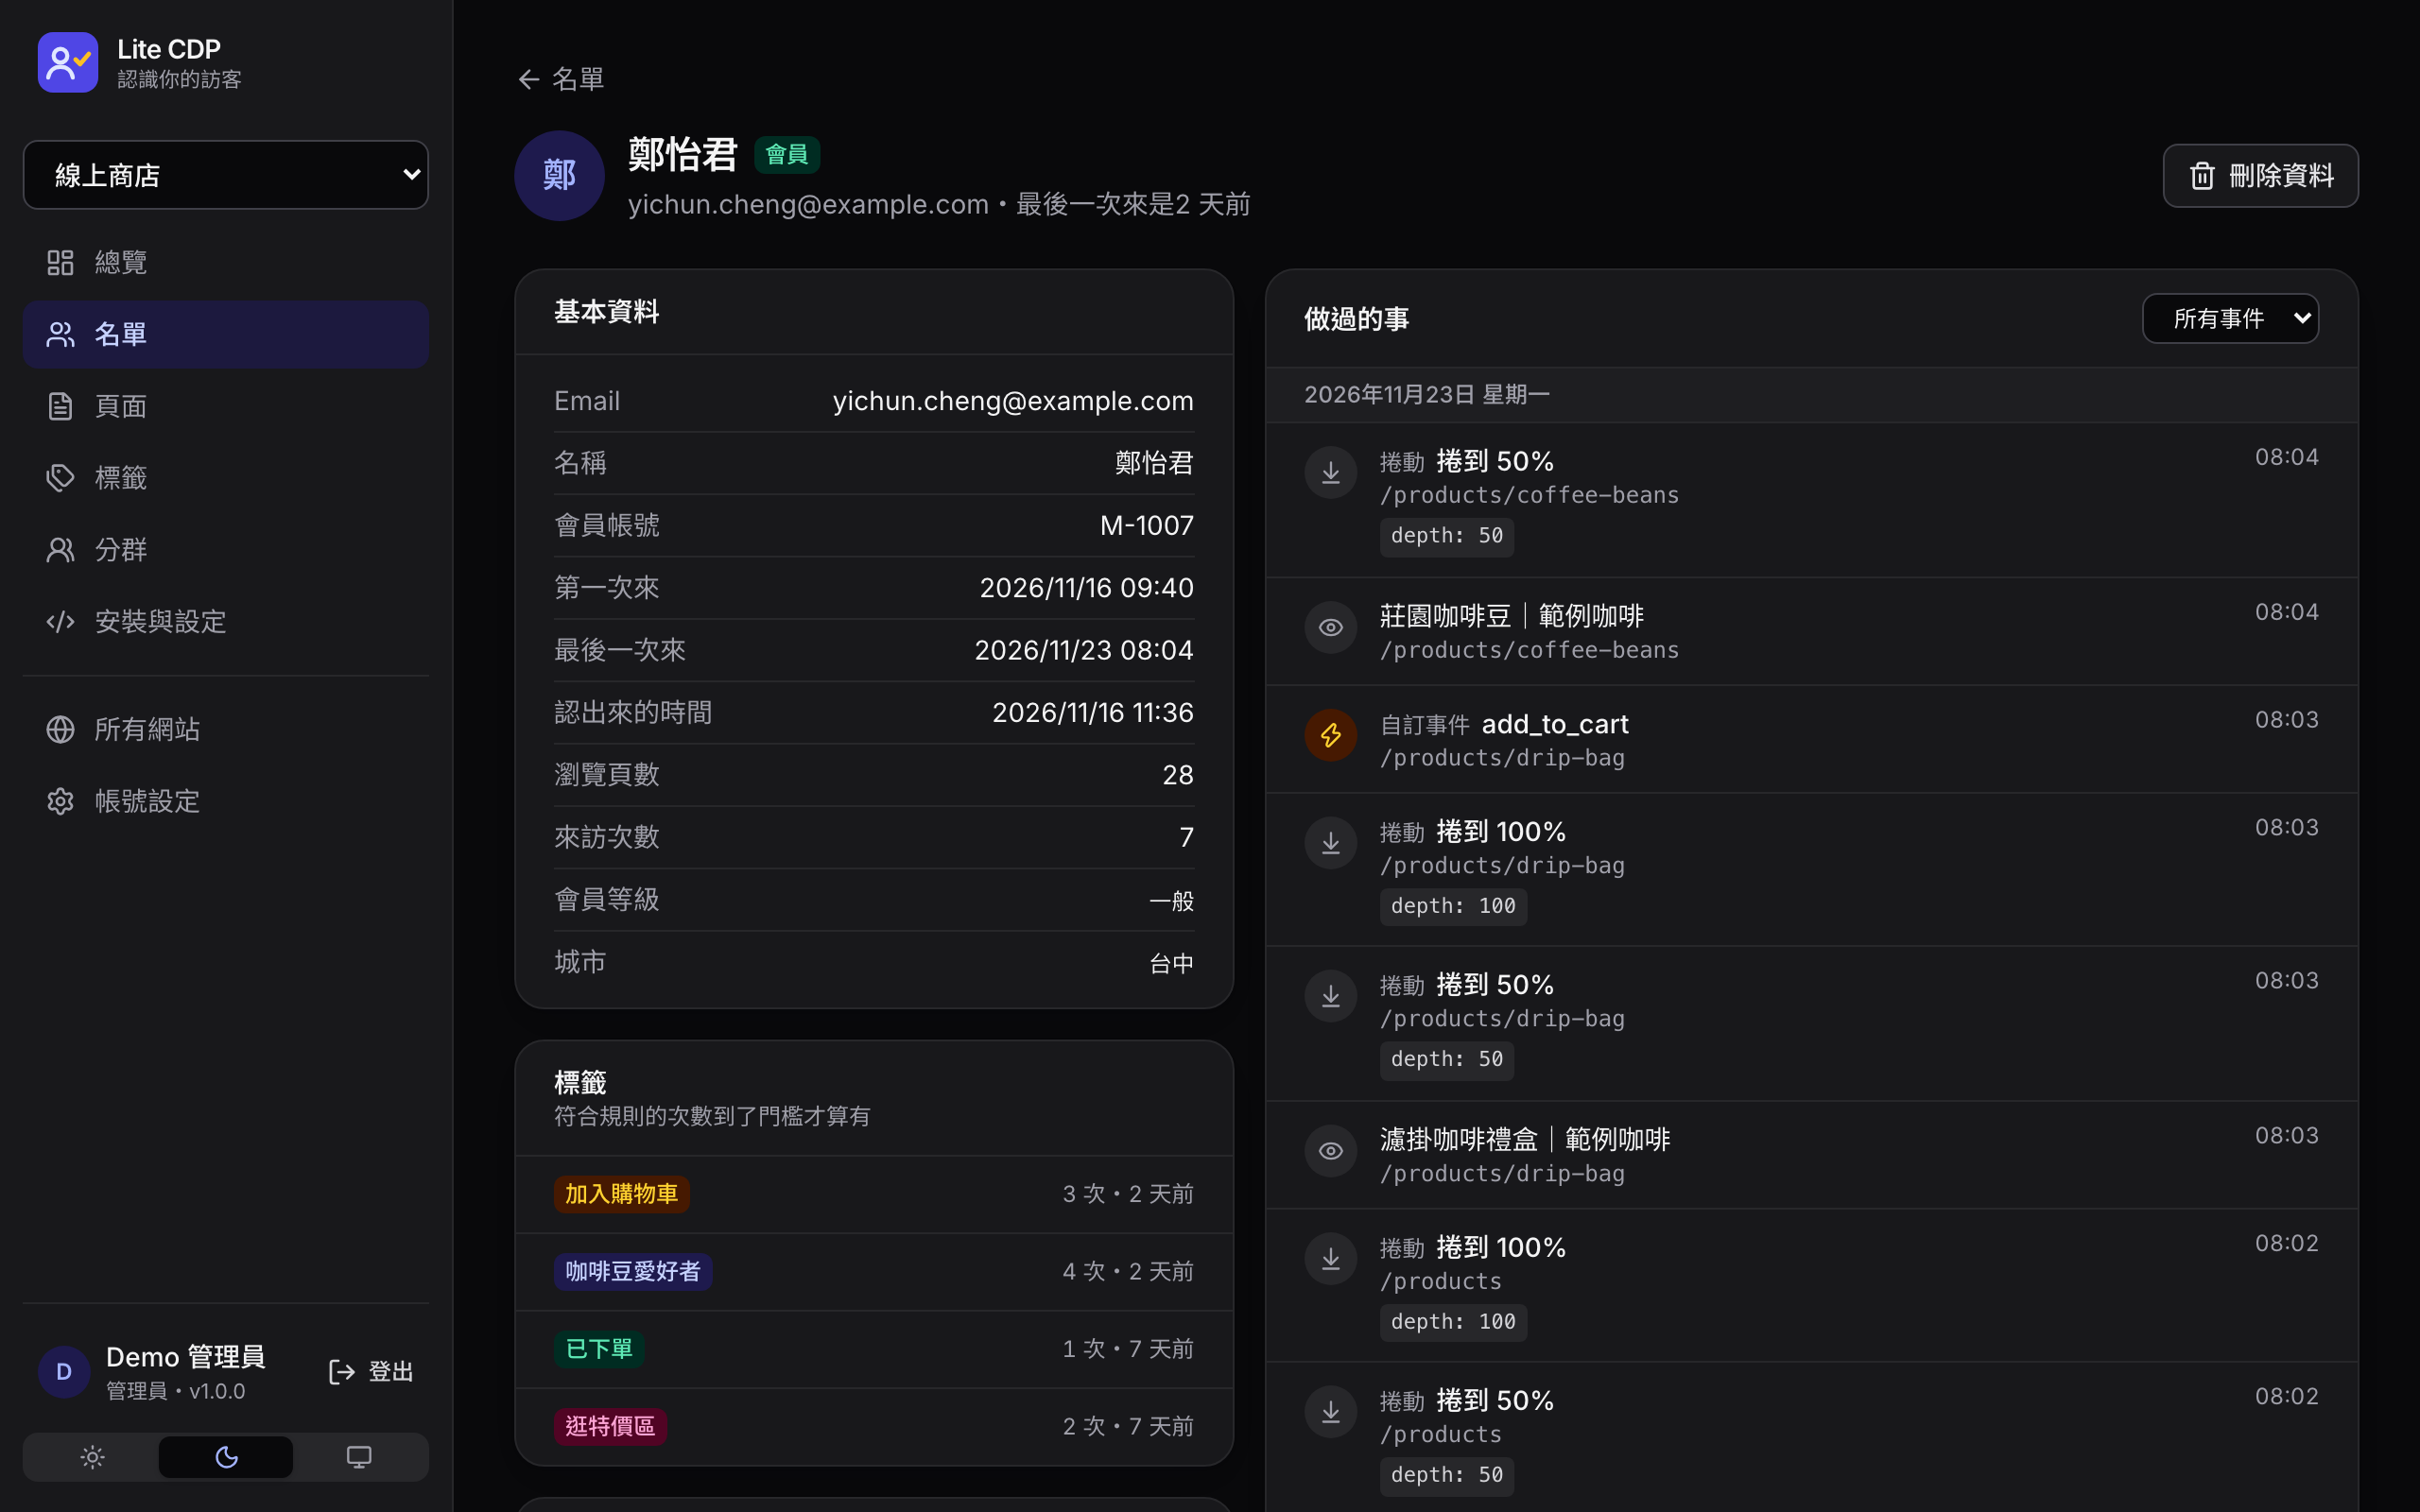 Lite CDP
認識你的訪客
線上商店
總覽
名單
頁面
標籤
分群
安裝與設定
所有網站
帳號設定
D
Demo 管理員
管理員・v1.0.0
登出
名單
鄭
鄭怡君 會員
yichun.cheng@example.com・最後一次來是2 天前
刪除資料
基本資料
Email yichun.cheng@example.com
名稱 鄭怡君
會員帳號 M-1007
第一次來 2026/11/16 09:40
最後一次來 2026/11/23 08:04
認出來的時間 2026/11/16 11:36
瀏覽頁數 28
來訪次數 7
會員等級 一般
城市 台中
標籤
符合規則的次數到了門檻才算有
加入購物車 3 次・2 天前
咖啡豆愛好者 4 次・2 天前
已下單 1 次・7 天前
逛特價區 2 次・7 天前
做過的事 所有事件
2026年11月23日 星期一
捲動 捲到 50% 08:04
/products/coffee-beans
depth: 50
莊園咖啡豆｜範例咖啡 08:04
/products/coffee-beans
自訂事件 add_to_cart 08:03
/products/drip-bag
捲動 捲到 100% 08:03
/products/drip-bag
depth: 100
捲動 捲到 50% 08:03
/products/drip-bag
depth: 50
濾掛咖啡禮盒｜範例咖啡 08:03
/products/drip-bag
捲動 捲到 100% 08:02
/products
depth: 100
捲動 捲到 50% 08:02
/products
depth: 50